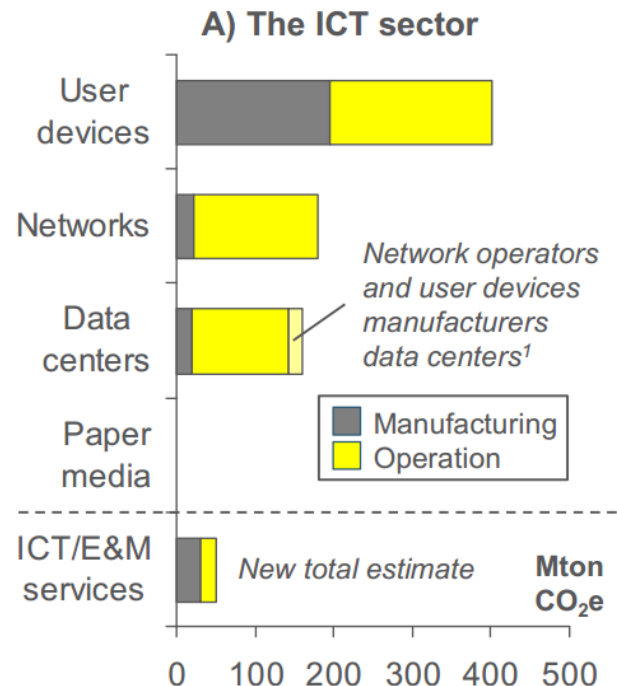 A) The ICT sector
User
devices
Networks
Network operators
and user devices
manufacturers
data centers¹
Data
centers
Manufacturing
Operation
Paper
media
ICT/E&M
services
New total estimate
Mton
CO₂e
0 100 200 300 400 500